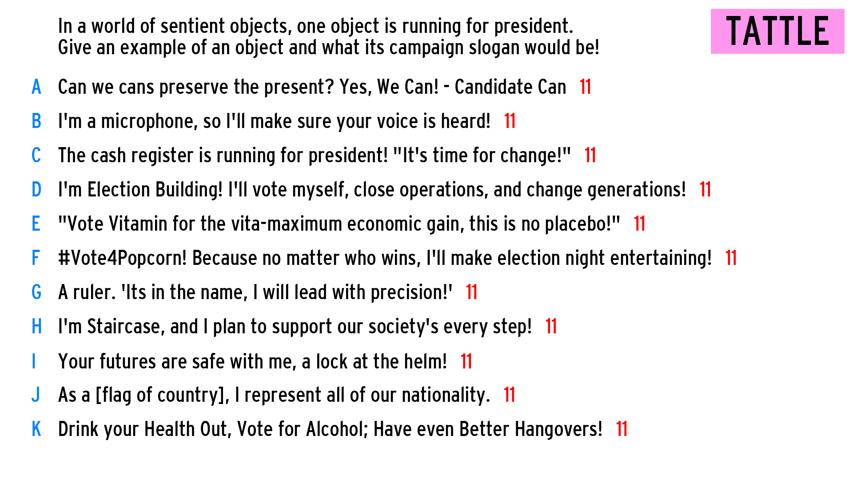 In a world of sentient objects, one object is running for president.
Give an example of an object and what its campaign slogan would be!
TATTLE
A Can we cans preserve the present? Yes, We Can! - Candidate Can 11
B I'm a microphone, so I'll make sure your voice is heard! 11
C The cash register is running for president! "It's time for change!" 11
D I'm Election Building! I'll vote myself, close operations, and change generations! 11
E "Vote Vitamin for the vita-maximum economic gain, this is no placebo!" 11
F #Vote4Popcorn! Because no matter who wins, I'll make election night entertaining! 11
G A ruler. 'Its in the name, I will lead with precision!' 11
H I'm Staircase, and I plan to support our society's every step! 11
I Your futures are safe with me, a lock at the helm! 11
J As a [flag of country], I represent all of our nationality. 11
K Drink your Health Out, Vote for Alcohol; Have even Better Hangovers! 11